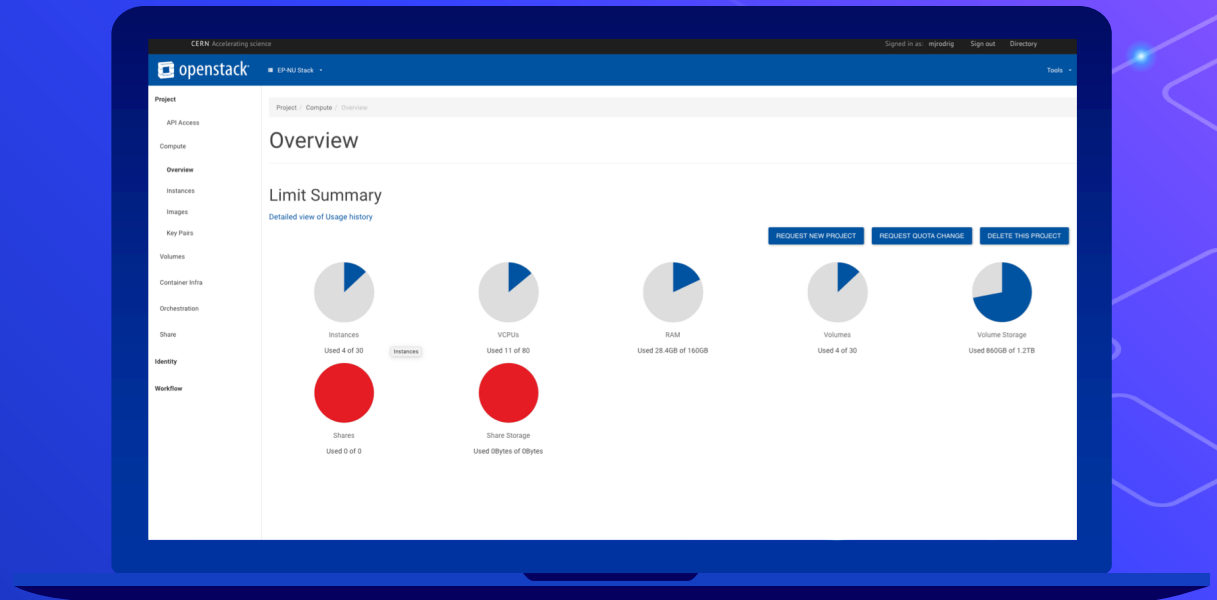 CERN Accelerating science
Signed in as: mjrodrig Sign out Directory
openstack
EP-NU Stack
Tools
Project
API Access
Compute
Overview
Instances
Images
Key Pairs
Volumes
Container Infra
Orchestration
Share
Identity
Workflow
Project / Compute / Overview
Overview
Limit Summary
Detailed view of Usage history
REQUEST NEW PROJECT REQUEST QUOTA CHANGE DELETE THIS PROJECT
Instances VCPUs RAM Volumes Volume Storage
Used 4 of 30 Instances Used 11 of 80 Used 28.4GB of 160GB Used 4 of 30 Used 860GB of 1.2TB
Shares Share Storage
Used 0 of 0 Used 0Bytes of 0Bytes